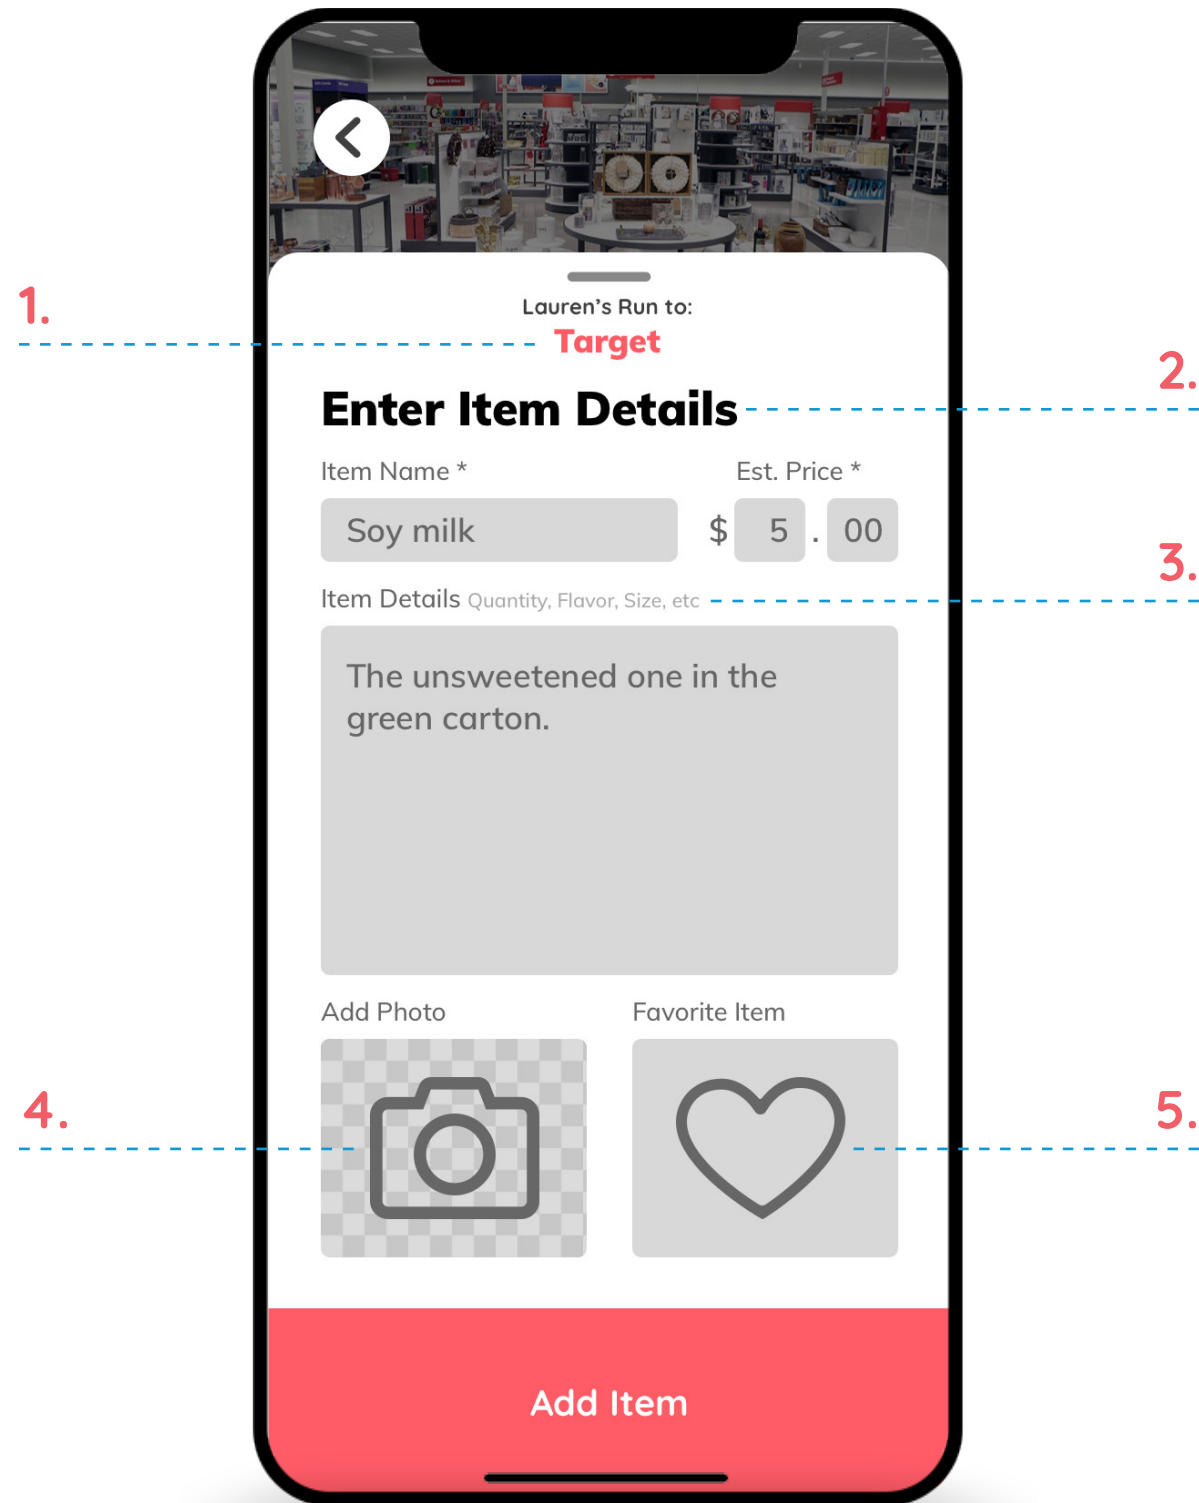 1.
Lauren's Run to:
Target
2.
Enter Item Details
Item Name * Est. Price *
Soy milk $ 5 . 00
3.
Item Details Quantity, Flavor, Size, etc
The unsweetened one in the
green carton.
Add Photo Favorite Item
4.
5.
Add Item